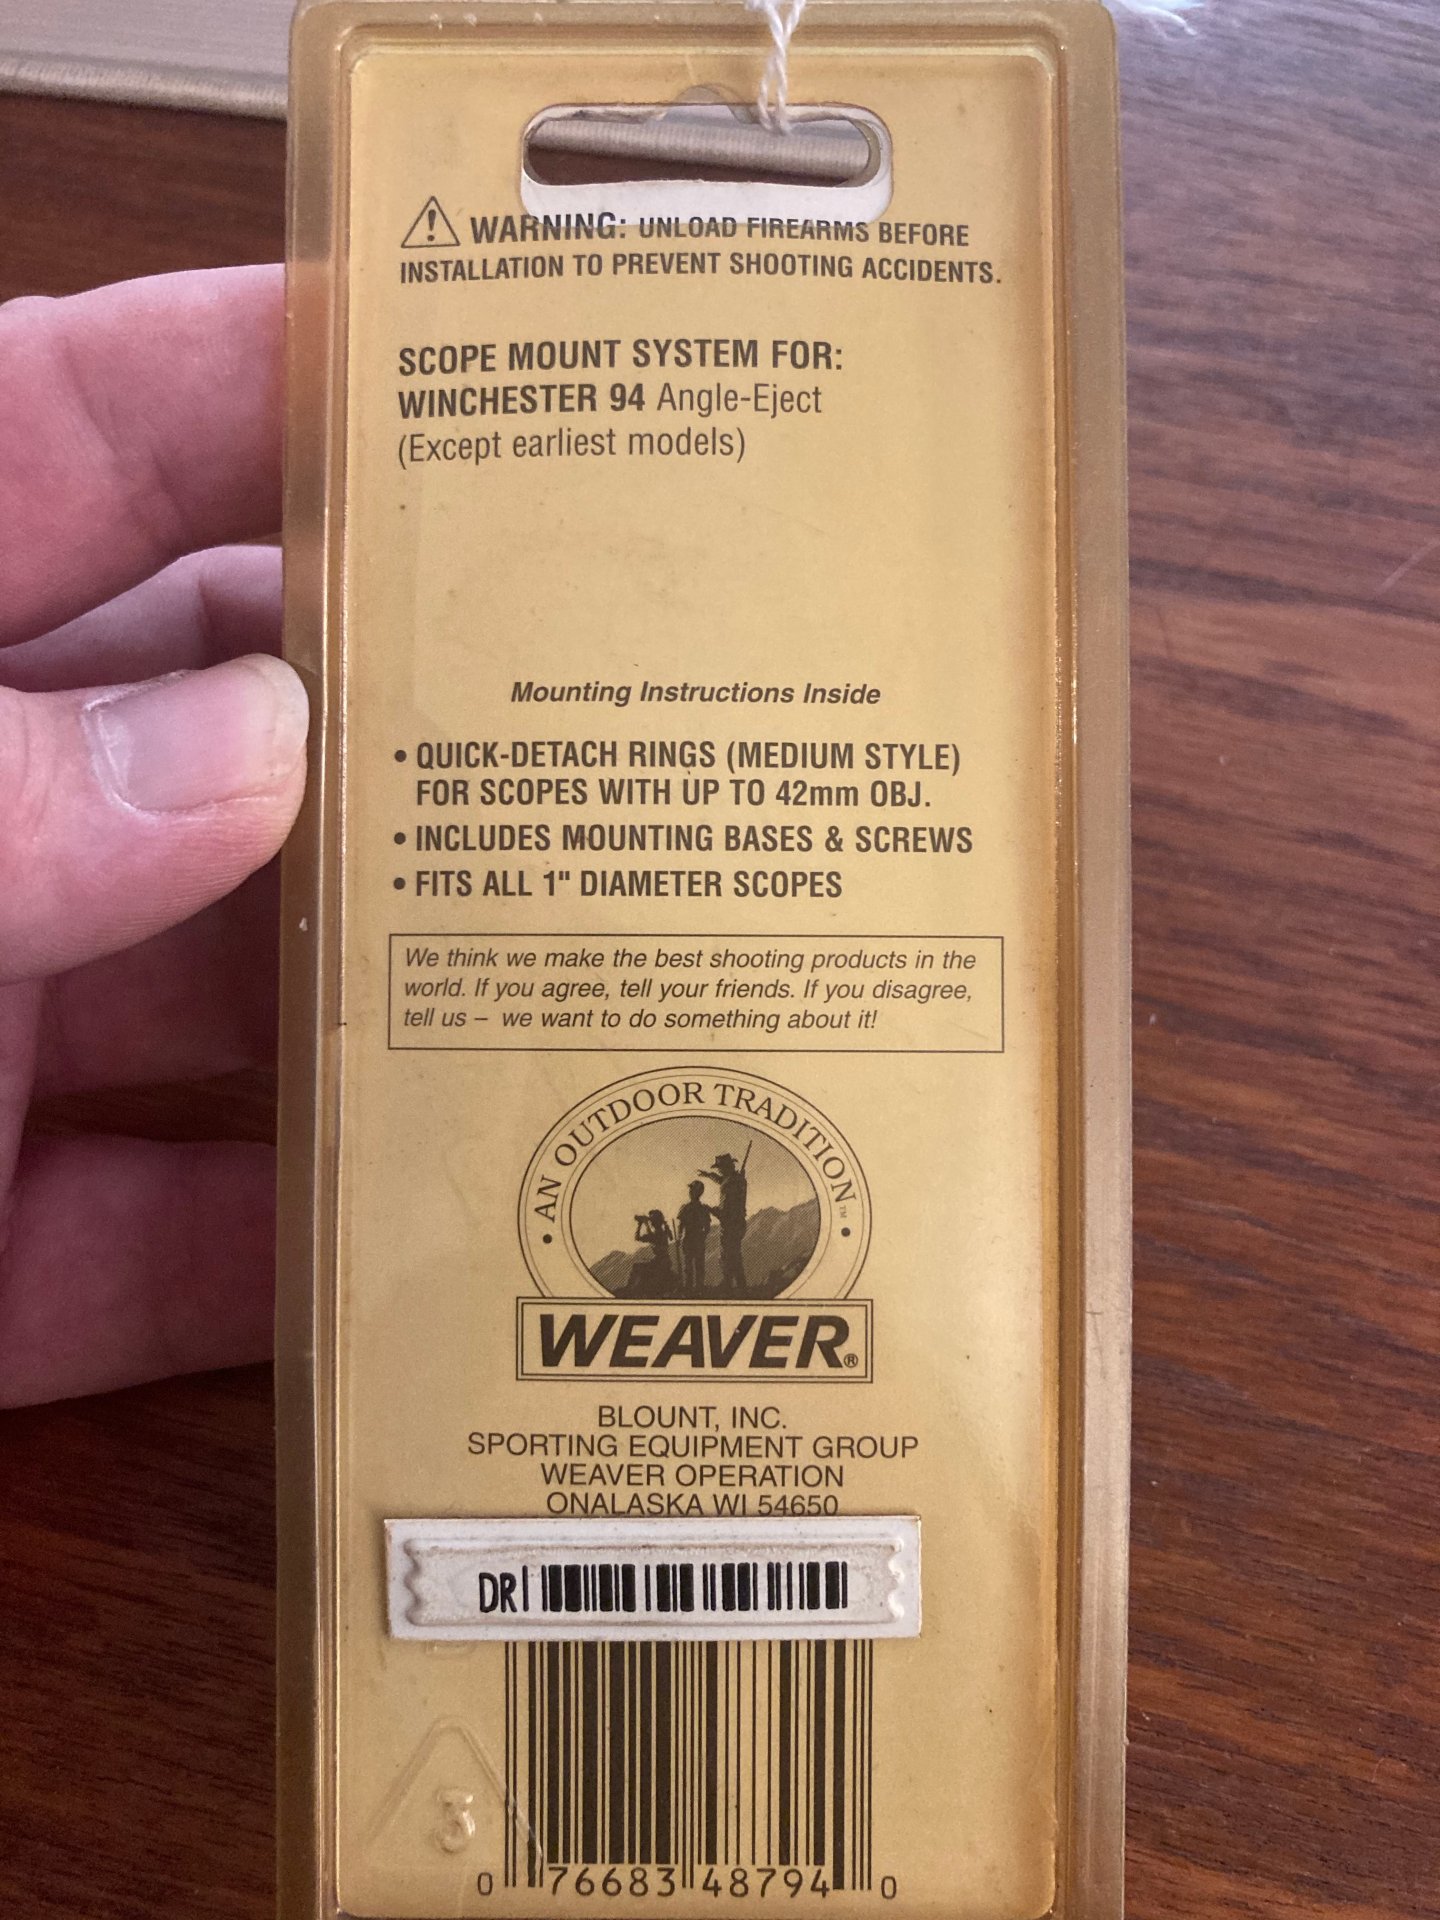 WARNING: UNLOAD FIREARMS BEFORE
INSTALLATION TO PREVENT SHOOTING ACCIDENTS.
SCOPE MOUNT SYSTEM FOR:
WINCHESTER 94 Angle-Eject
(Except earliest models)
Mounting Instructions Inside
• QUICK-DETACH RINGS (MEDIUM STYLE)
FOR SCOPES WITH UP TO 42mm OBJ.
• INCLUDES MOUNTING BASES & SCREWS
• FITS ALL 1" DIAMETER SCOPES
We think we make the best shooting products in the
world. If you agree, tell your friends. If you disagree,
tell us – we want to do something about it!
• AN OUTDOOR TRADITION™ •
WEAVER®
BLOUNT, INC.
SPORTING EQUIPMENT GROUP
WEAVER OPERATION
ONALASKA WI 54650
DR
0 76683 48794 0
3